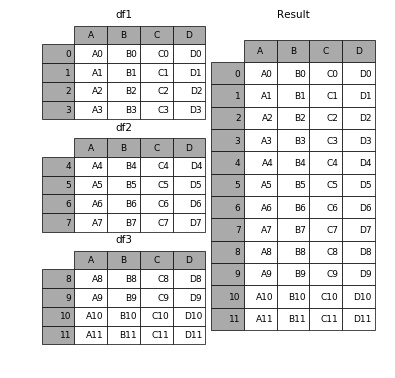 df1
A B C D
0 A0 B0 C0 D0
1 A1 B1 C1 D1
2 A2 B2 C2 D2
3 A3 B3 C3 D3
df2
A B C D
4 A4 B4 C4 D4
5 A5 B5 C5 D5
6 A6 B6 C6 D6
7 A7 B7 C7 D7
df3
A B C D
8 A8 B8 C8 D8
9 A9 B9 C9 D9
10 A10 B10 C10 D10
11 A11 B11 C11 D11
Result
A B C D
0 A0 B0 C0 D0
1 A1 B1 C1 D1
2 A2 B2 C2 D2
3 A3 B3 C3 D3
4 A4 B4 C4 D4
5 A5 B5 C5 D5
6 A6 B6 C6 D6
7 A7 B7 C7 D7
8 A8 B8 C8 D8
9 A9 B9 C9 D9
10 A10 B10 C10 D10
11 A11 B11 C11 D11